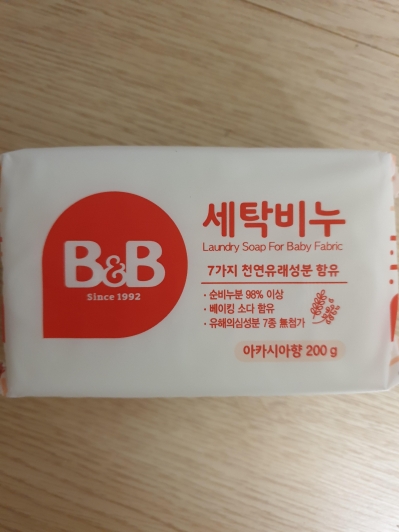 B&B
Since 1992
세탁비누
Laundry Soap For Baby Fabric
7가지 천연유래성분 함유
· 순비누분 98% 이상
· 베이킹 소다 함유
· 유해의심성분 7종 無첨가
아카시아향 200 g